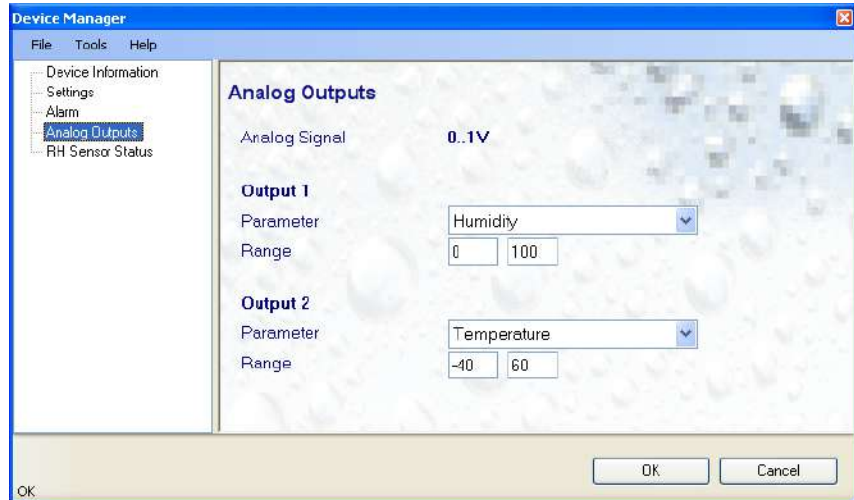 Device Manager
File Tools Help
Device Information
Settings
Alarm
Analog Outputs
RH Sensor Status
Analog Outputs
Analog Signal 0..1V
Output 1
Parameter Humidity
Range 0 100
Output 2
Parameter Temperature
Range -40 60
OK Cancel
OK